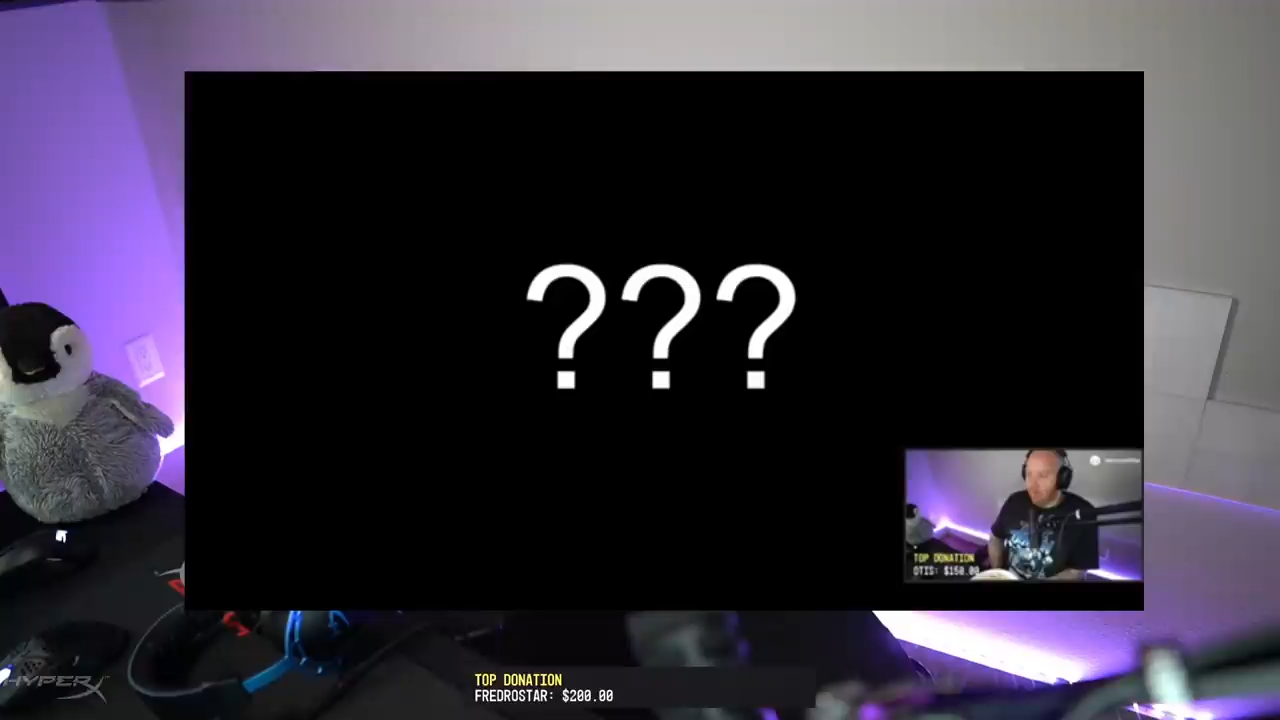 ???
TOP DONATION
OTIS: $150.00
HYPERX
TOP DONATION
FREDROSTAR: $200.00